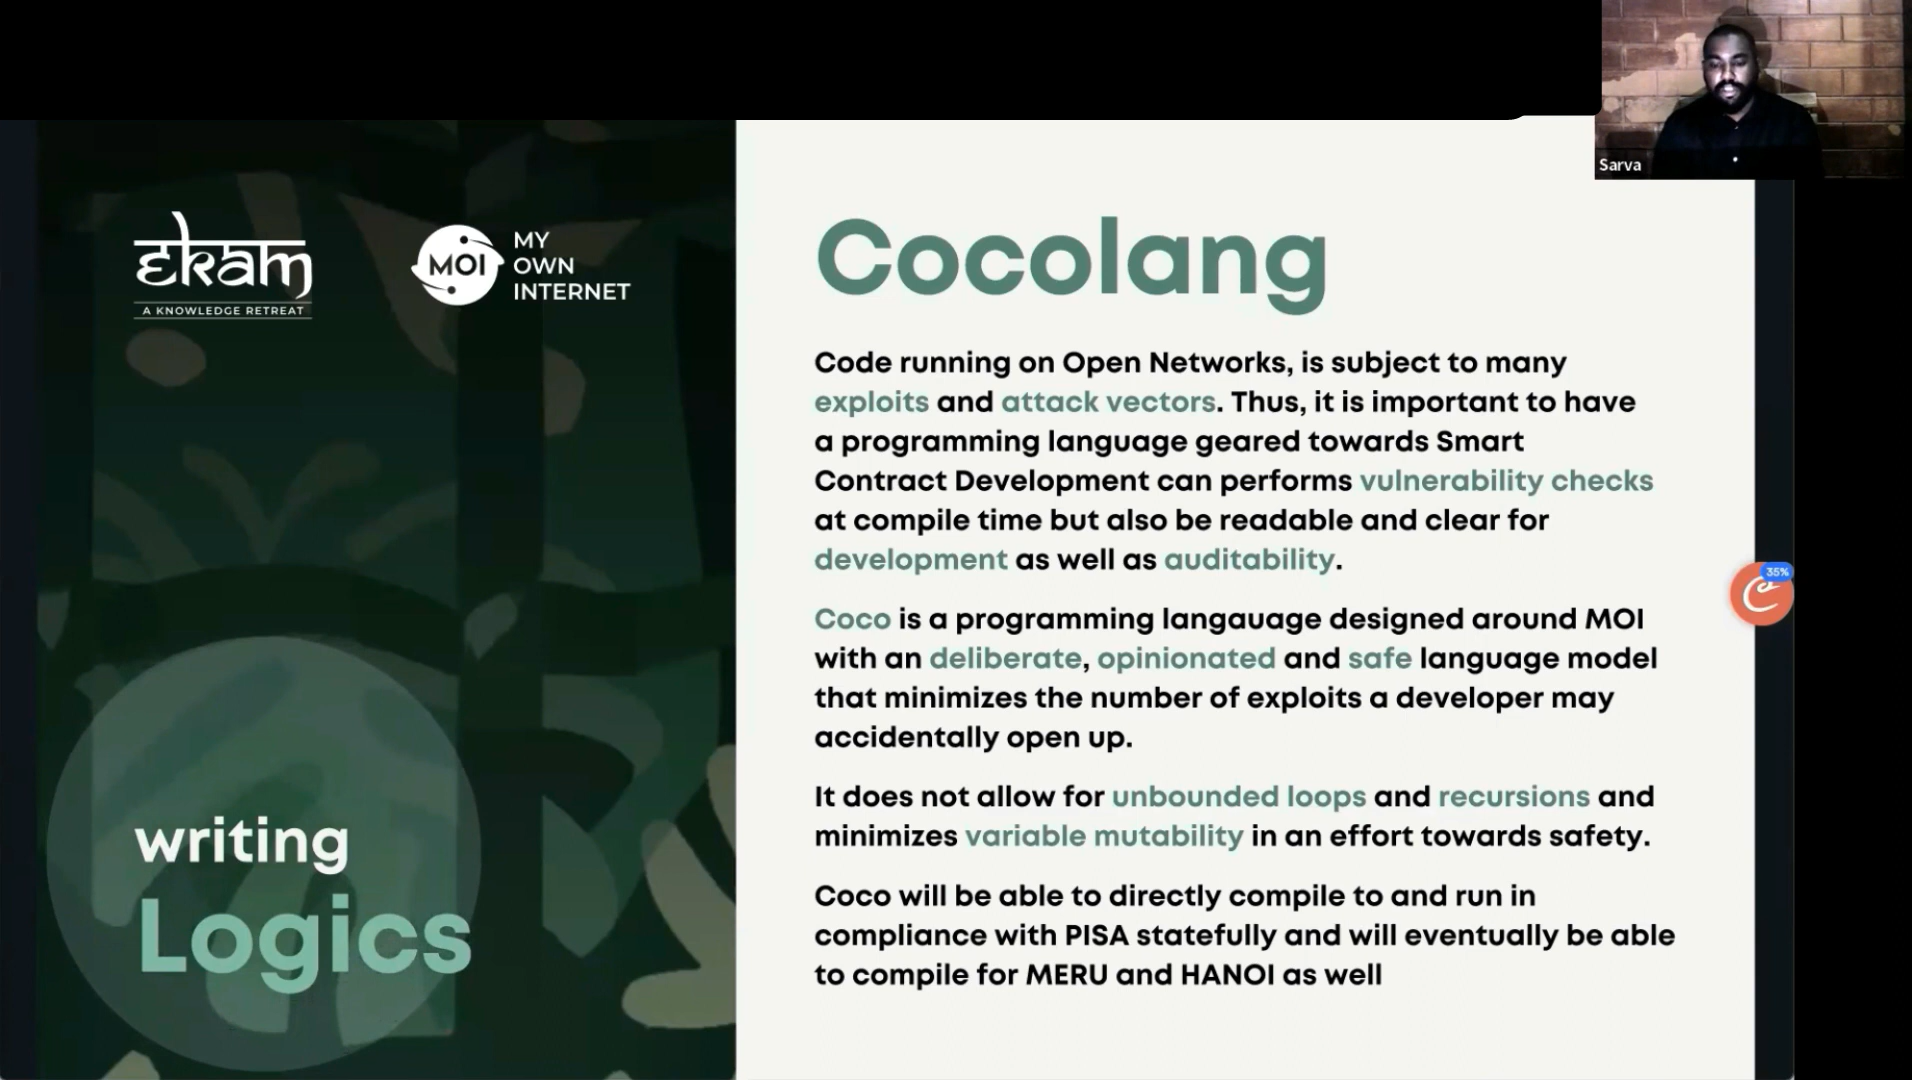 Sarva
ekam
A KNOWLEDGE RETREAT
MOI
MY
OWN
INTERNET
writing
Logics
Cocolang
Code running on Open Networks, is subject to many
exploits and attack vectors. Thus, it is important to have
a programming language geared towards Smart
Contract Development can performs vulnerability checks
at compile time but also be readable and clear for
development as well as auditability.
Coco is a programming langauage designed around MOI
with an deliberate, opinionated and safe language model
that minimizes the number of exploits a developer may
accidentally open up.
It does not allow for unbounded loops and recursions and
minimizes variable mutability in an effort towards safety.
Coco will be able to directly compile to and run in
compliance with PISA statefully and will eventually be able
to compile for MERU and HANOI as well
35%